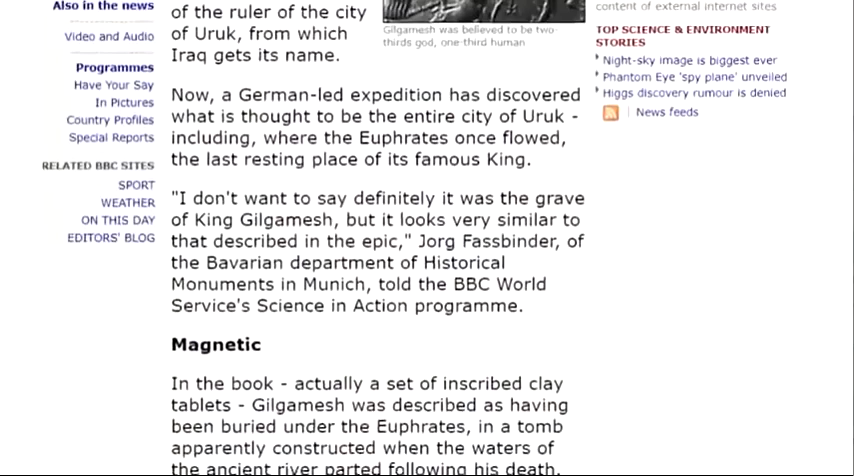 Also in the news
Video and Audio
Programmes
Have Your Say
In Pictures
Country Profiles
Special Reports
RELATED BBC SITES
SPORT
WEATHER
ON THIS DAY
EDITORS' BLOG
of the ruler of the city
of Uruk, from which
Iraq gets its name.
Gilgamesh was believed to be two-
thirds god, one-third human
Now, a German-led expedition has discovered
what is thought to be the entire city of Uruk -
including, where the Euphrates once flowed,
the last resting place of its famous King.
"I don't want to say definitely it was the grave
of King Gilgamesh, but it looks very similar to
that described in the epic," Jorg Fassbinder, of
the Bavarian department of Historical
Monuments in Munich, told the BBC World
Service's Science in Action programme.
Magnetic
In the book - actually a set of inscribed clay
tablets - Gilgamesh was described as having
been buried under the Euphrates, in a tomb
apparently constructed when the waters of
the ancient river parted following his death.
content of external internet sites
TOP SCIENCE & ENVIRONMENT
STORIES
Night-sky image is biggest ever
Phantom Eye 'spy plane' unveiled
Higgs discovery rumour is denied
News feeds